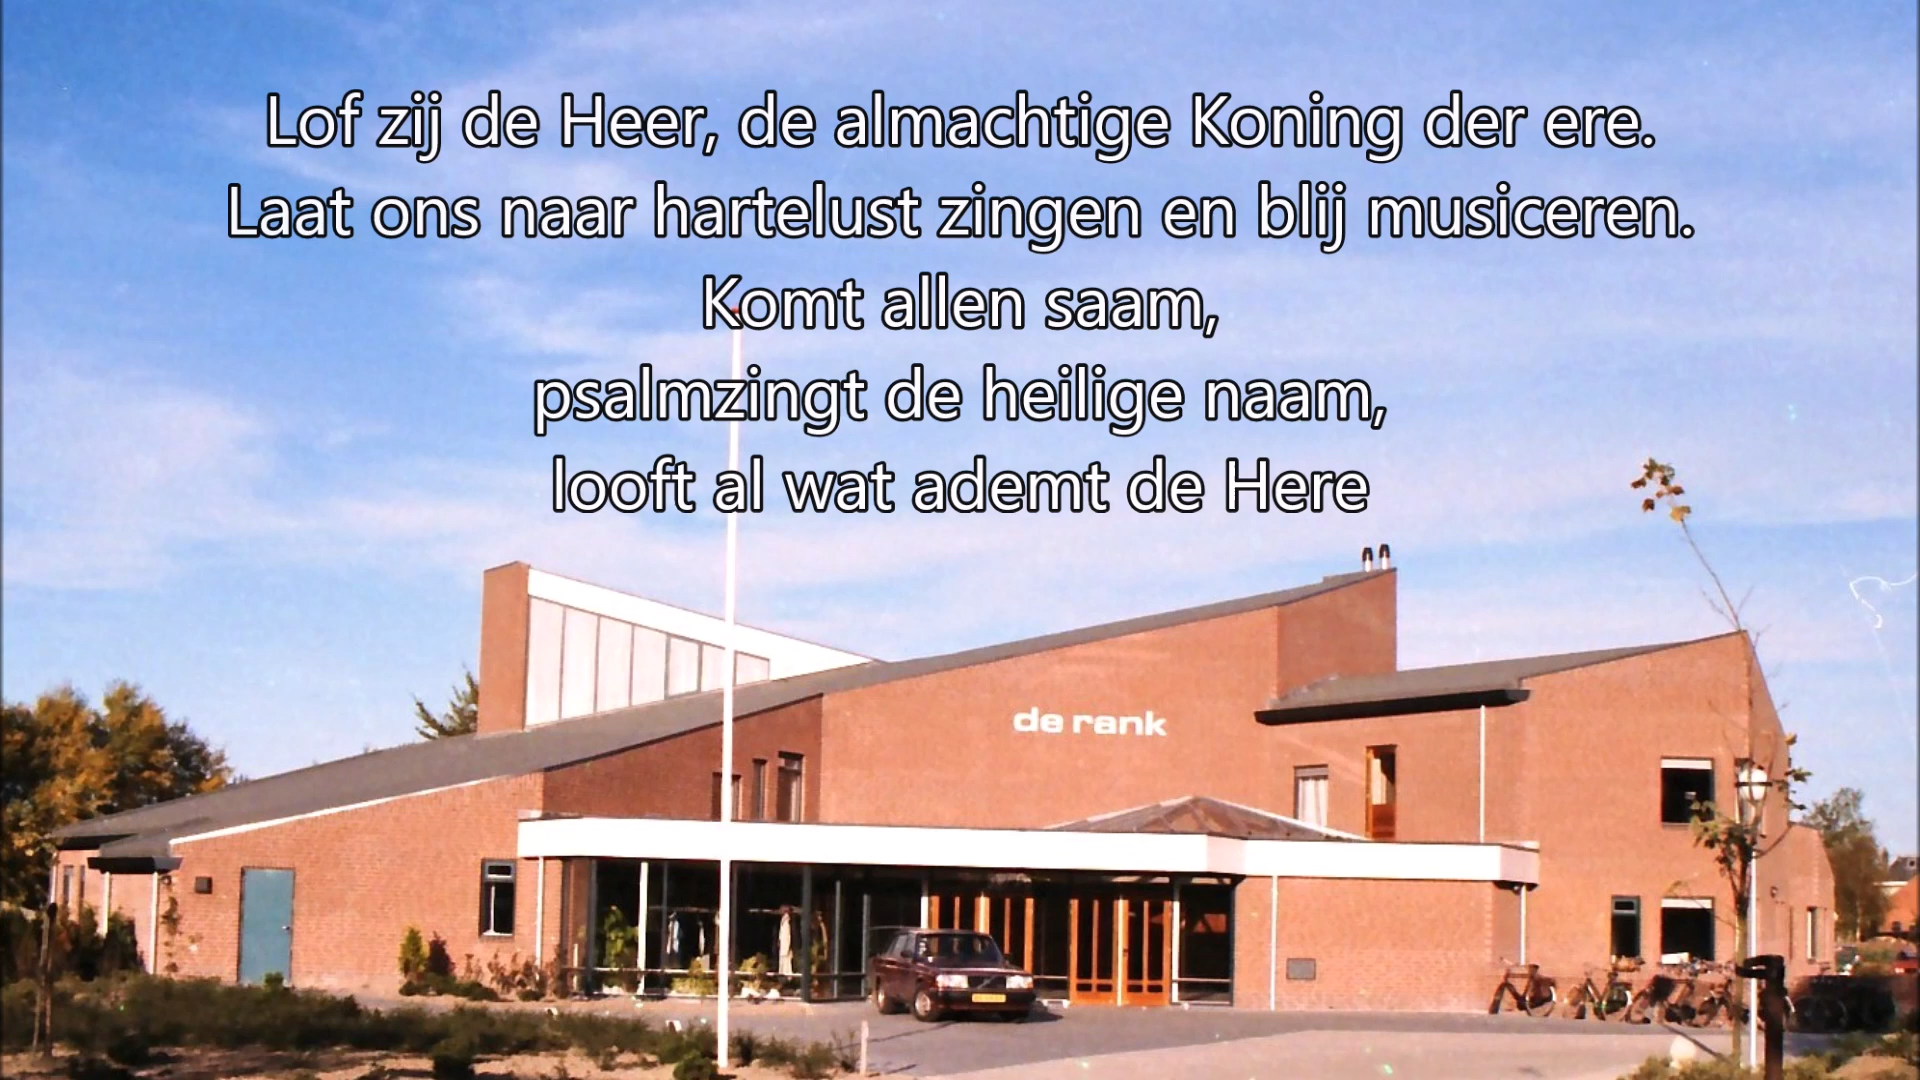 Lof zij de Heer, de almachtige Koning der ere.
Laat ons naar hartelust zingen en blij musiceren.
Komt allen saam,
psalmzingt de heilige naam,
looft al wat ademt de Here
de rank